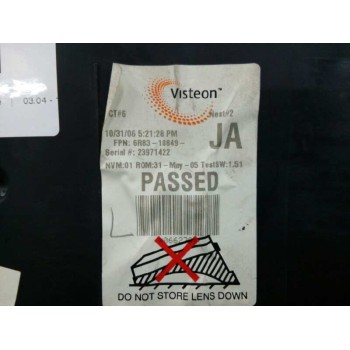 03.04 -
Visteon™
CT#6
Nest#2
10/31/06 5:21:26 PM
FPN: 6R83-10849-
JA
Serial #: 23971422
NVM:01 ROM:31-May-05 TestSW:1.51
PASSED
DO NOT STORE LENS DOWN